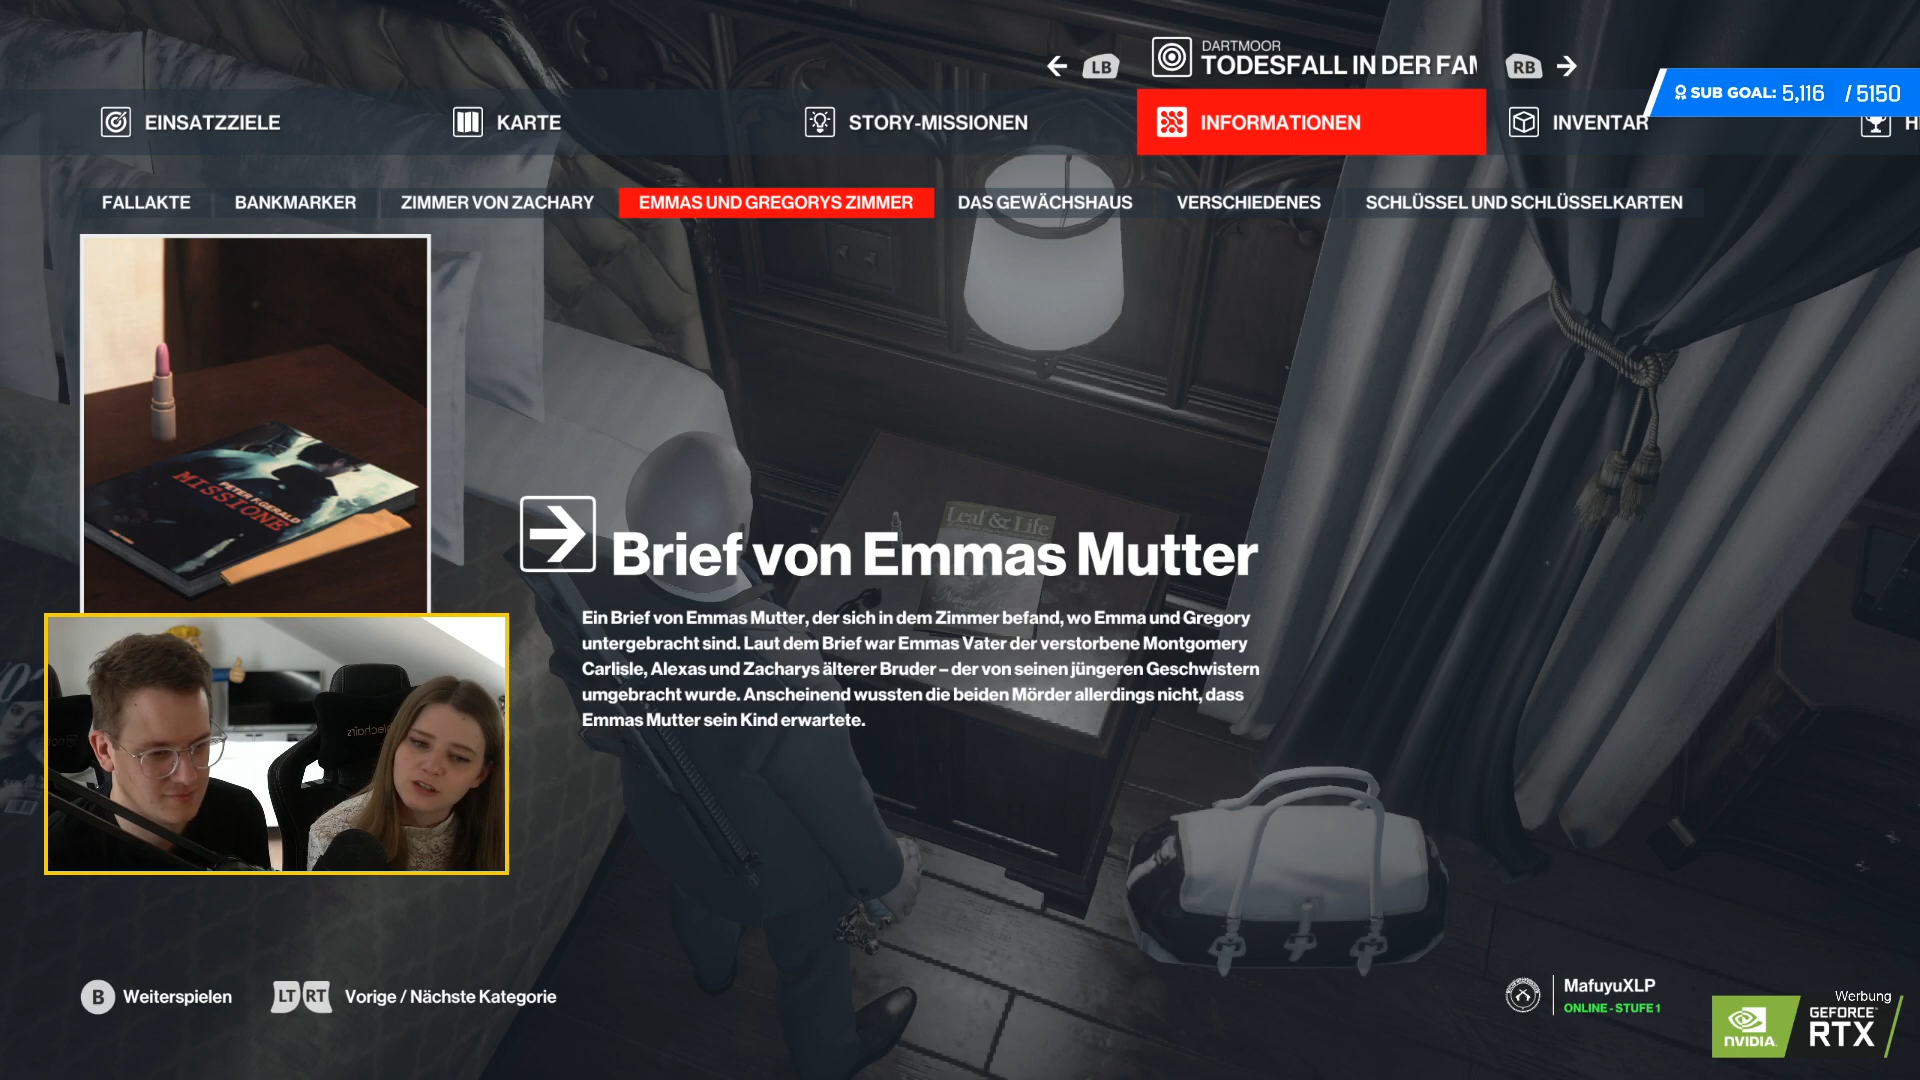 DARTMOOR
LB TODESFALL IN DER FAM RB
SUB GOAL: 5,116 / 5150
EINSATZZIELE KARTE STORY-MISSIONEN INFORMATIONEN INVENTAR H
FALLAKTE BANKMARKER ZIMMER VON ZACHARY EMMAS UND GREGORYS ZIMMER DAS GEWÄCHSHAUS VERSCHIEDENES SCHLÜSSEL UND SCHLÜSSELKARTEN
PETER FGERALD
MISSIONE
Leaf & Life
Brief von Emmas Mutter
Ein Brief von Emmas Mutter, der sich in dem Zimmer befand, wo Emma und Gregory
untergebracht sind. Laut dem Brief war Emmas Vater der verstorbene Montgomery
Carlisle, Alexas und Zacharys älterer Bruder – der von seinen jüngeren Geschwistern
umgebracht wurde. Anscheinend wussten die beiden Mörder allerdings nicht, dass
Emmas Mutter sein Kind erwartete.
B Weiterspielen LT RT Vorige / Nächste Kategorie
MafuyuXLP
ONLINE - STUFE 1
Werbung
NVIDIA GEFORCE
RTX